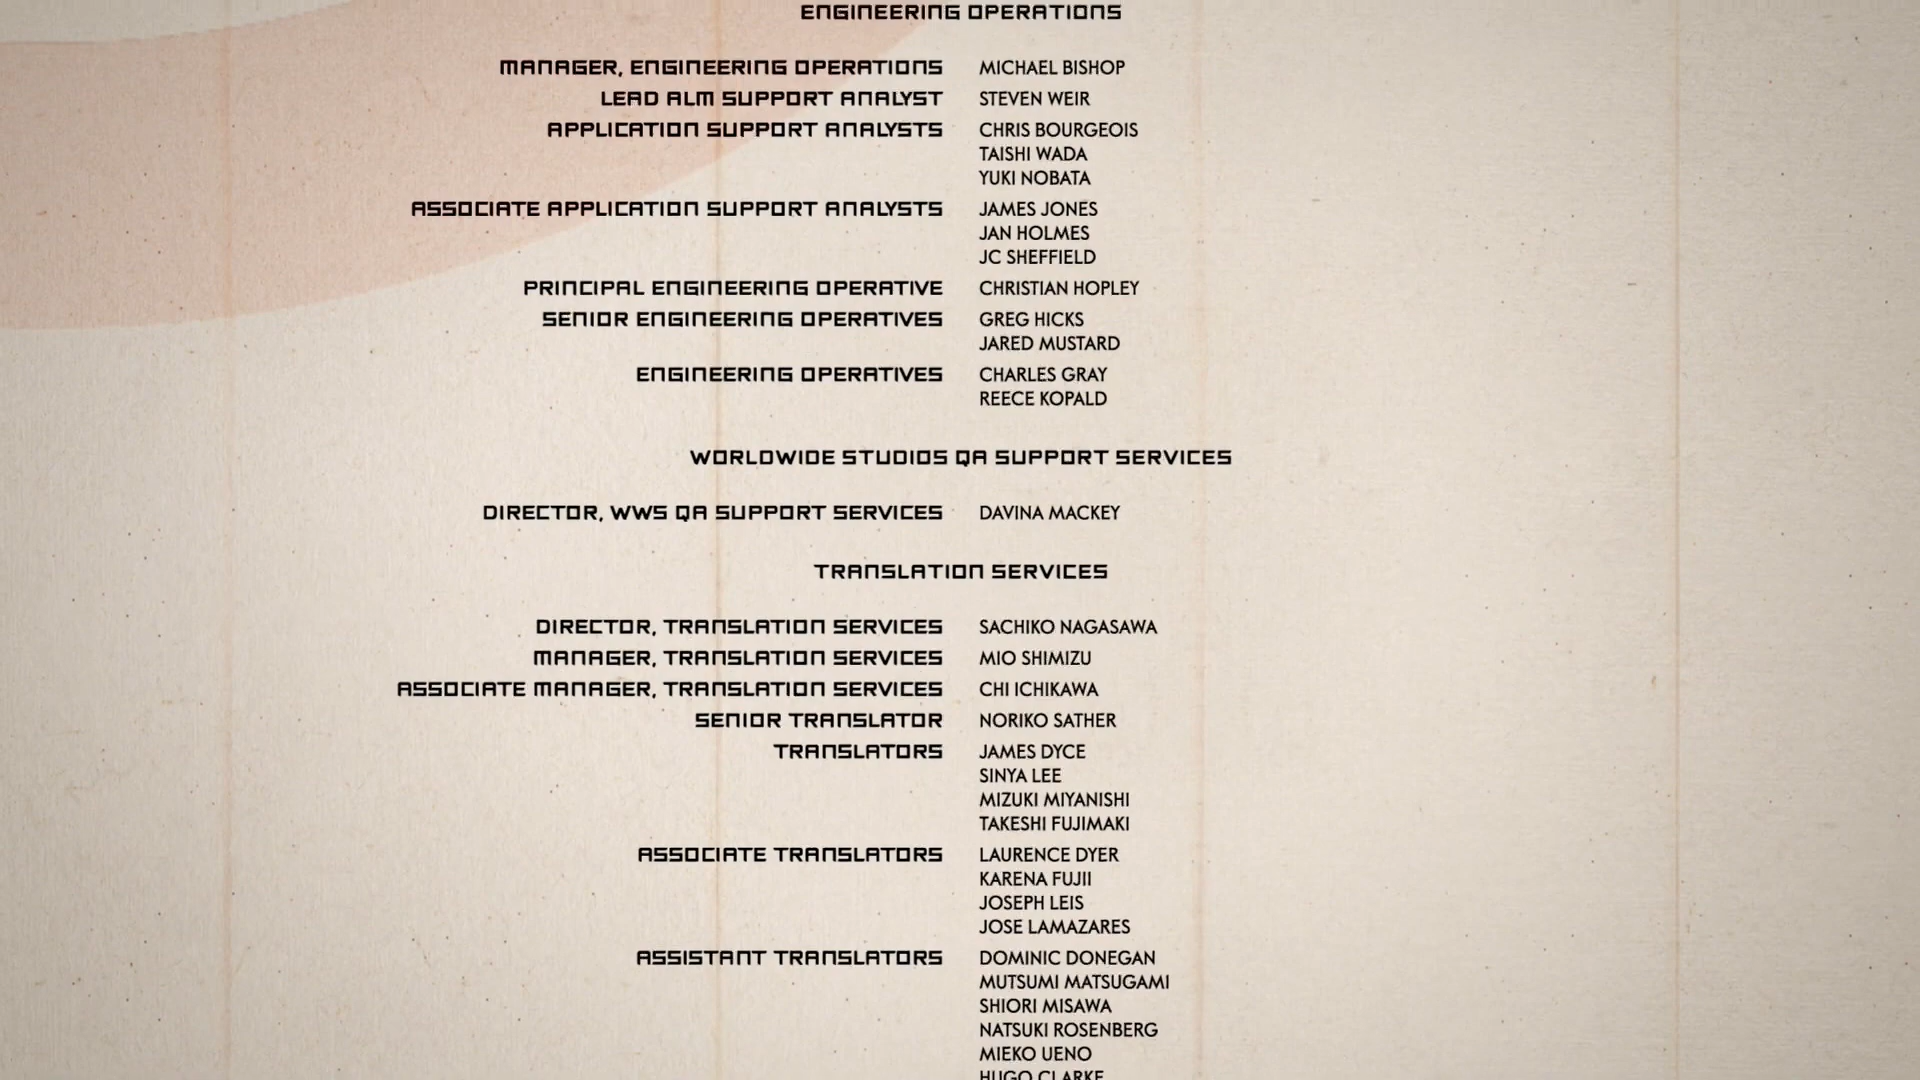 ENGINEERING OPERATIONS
MANAGER, ENGINEERING OPERATIONS MICHAEL BISHOP
LEAD ALM SUPPORT ANALYST STEVEN WEIR
APPLICATION SUPPORT ANALYSTS CHRIS BOURGEOIS
TAISHI WADA
YUKI NOBATA
ASSOCIATE APPLICATION SUPPORT ANALYSTS JAMES JONES
JAN HOLMES
JC SHEFFIELD
PRINCIPAL ENGINEERING OPERATIVE CHRISTIAN HOPLEY
SENIOR ENGINEERING OPERATIVES GREG HICKS
JARED MUSTARD
ENGINEERING OPERATIVES CHARLES GRAY
REECE KOPALD
WORLDWIDE STUDIOS QA SUPPORT SERVICES
DIRECTOR, WWS QA SUPPORT SERVICES DAVINA MACKEY
TRANSLATION SERVICES
DIRECTOR, TRANSLATION SERVICES SACHIKO NAGASAWA
MANAGER, TRANSLATION SERVICES MIO SHIMIZU
ASSOCIATE MANAGER, TRANSLATION SERVICES CHI ICHIKAWA
SENIOR TRANSLATOR NORIKO SATHER
TRANSLATORS JAMES DYCE
SINYA LEE
MIZUKI MIYANISHI
TAKESHI FUJIMAKI
ASSOCIATE TRANSLATORS LAURENCE DYER
KARENA FUJII
JOSEPH LEIS
JOSE LAMAZARES
ASSISTANT TRANSLATORS DOMINIC DONEGAN
MUTSUMI MATSUGAMI
SHIORI MISAWA
NATSUKI ROSENBERG
MIEKO UENO
HUGO CLARKE